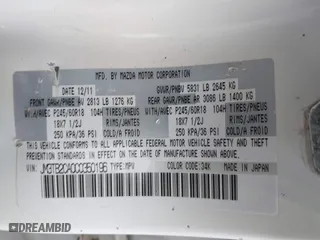 MFD. BY MAZDA MOTOR CORPORATION
DATE 12/11 GVWR/PNBV 5831 LB 2645 KG
FRONT GAWR/PNBE AV 2813 LB 1276 KG REAR GAWR/PNBE AR 3086 LB 1400 KG
WITH/AVEC P245/60R18 104H TIRES/PNEUS WITH/AVEC P245/60R18 104H TIRES/PNEUS
18X7 1/2J RIMS/JANTES 18X7 1/2J RIMS/JANTES
250 KPA/36 PSI COLD/A FROID 250 KPA/36 PSI COLD/A FROID
THIS VEHICLE CONFORMS TO ALL APPLICABLE FEDERAL MOTOR VEHICLE SAFETY
AND THEFT PREVENTION STANDARDS IN EFFECT ON THE DATE OF MANUFACTURE SHOWN ABOVE.
TYPE:MPV COLOR:34K MADE IN JAPAN
© DriveDiscounted.com